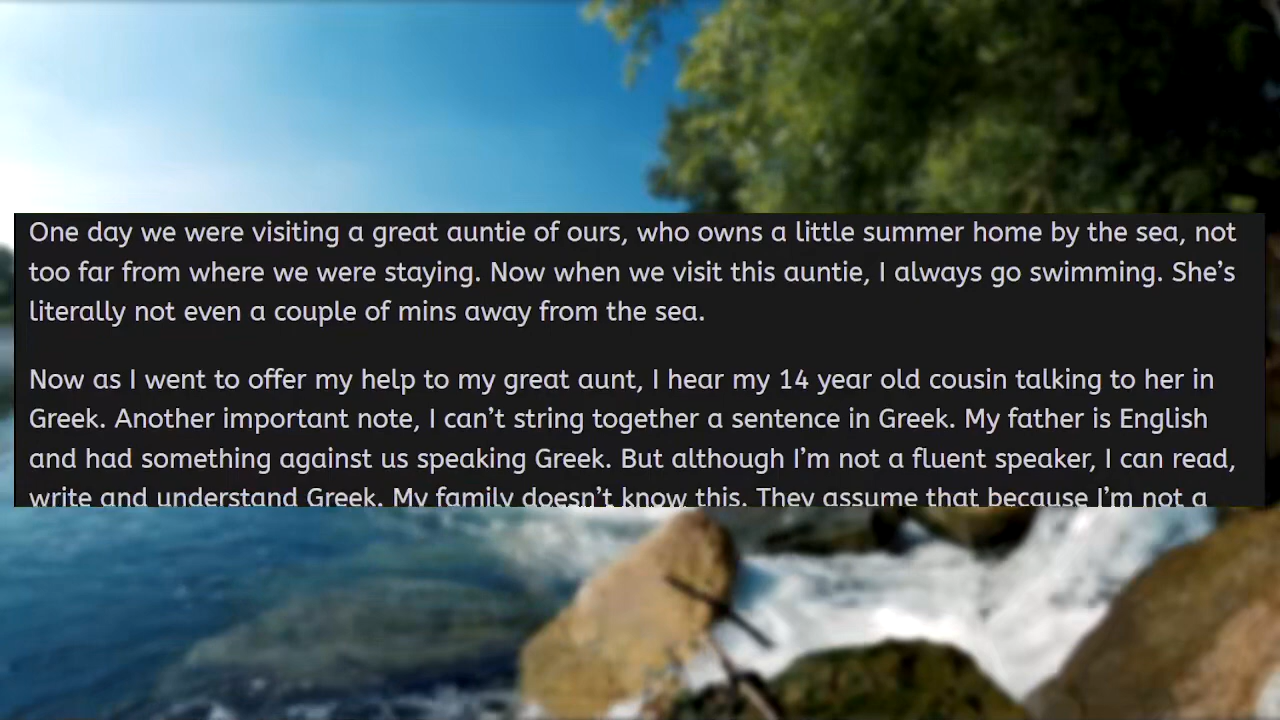 One day we were visiting a great auntie of ours, who owns a little summer home by the sea, not
too far from where we were staying. Now when we visit this auntie, I always go swimming. She’s
literally not even a couple of mins away from the sea.
Now as I went to offer my help to my great aunt, I hear my 14 year old cousin talking to her in
Greek. Another important note, I can’t string together a sentence in Greek. My father is English
and had something against us speaking Greek. But although I’m not a fluent speaker, I can read,
write and understand Greek. My family doesn’t know this. They assume that because I’m not a